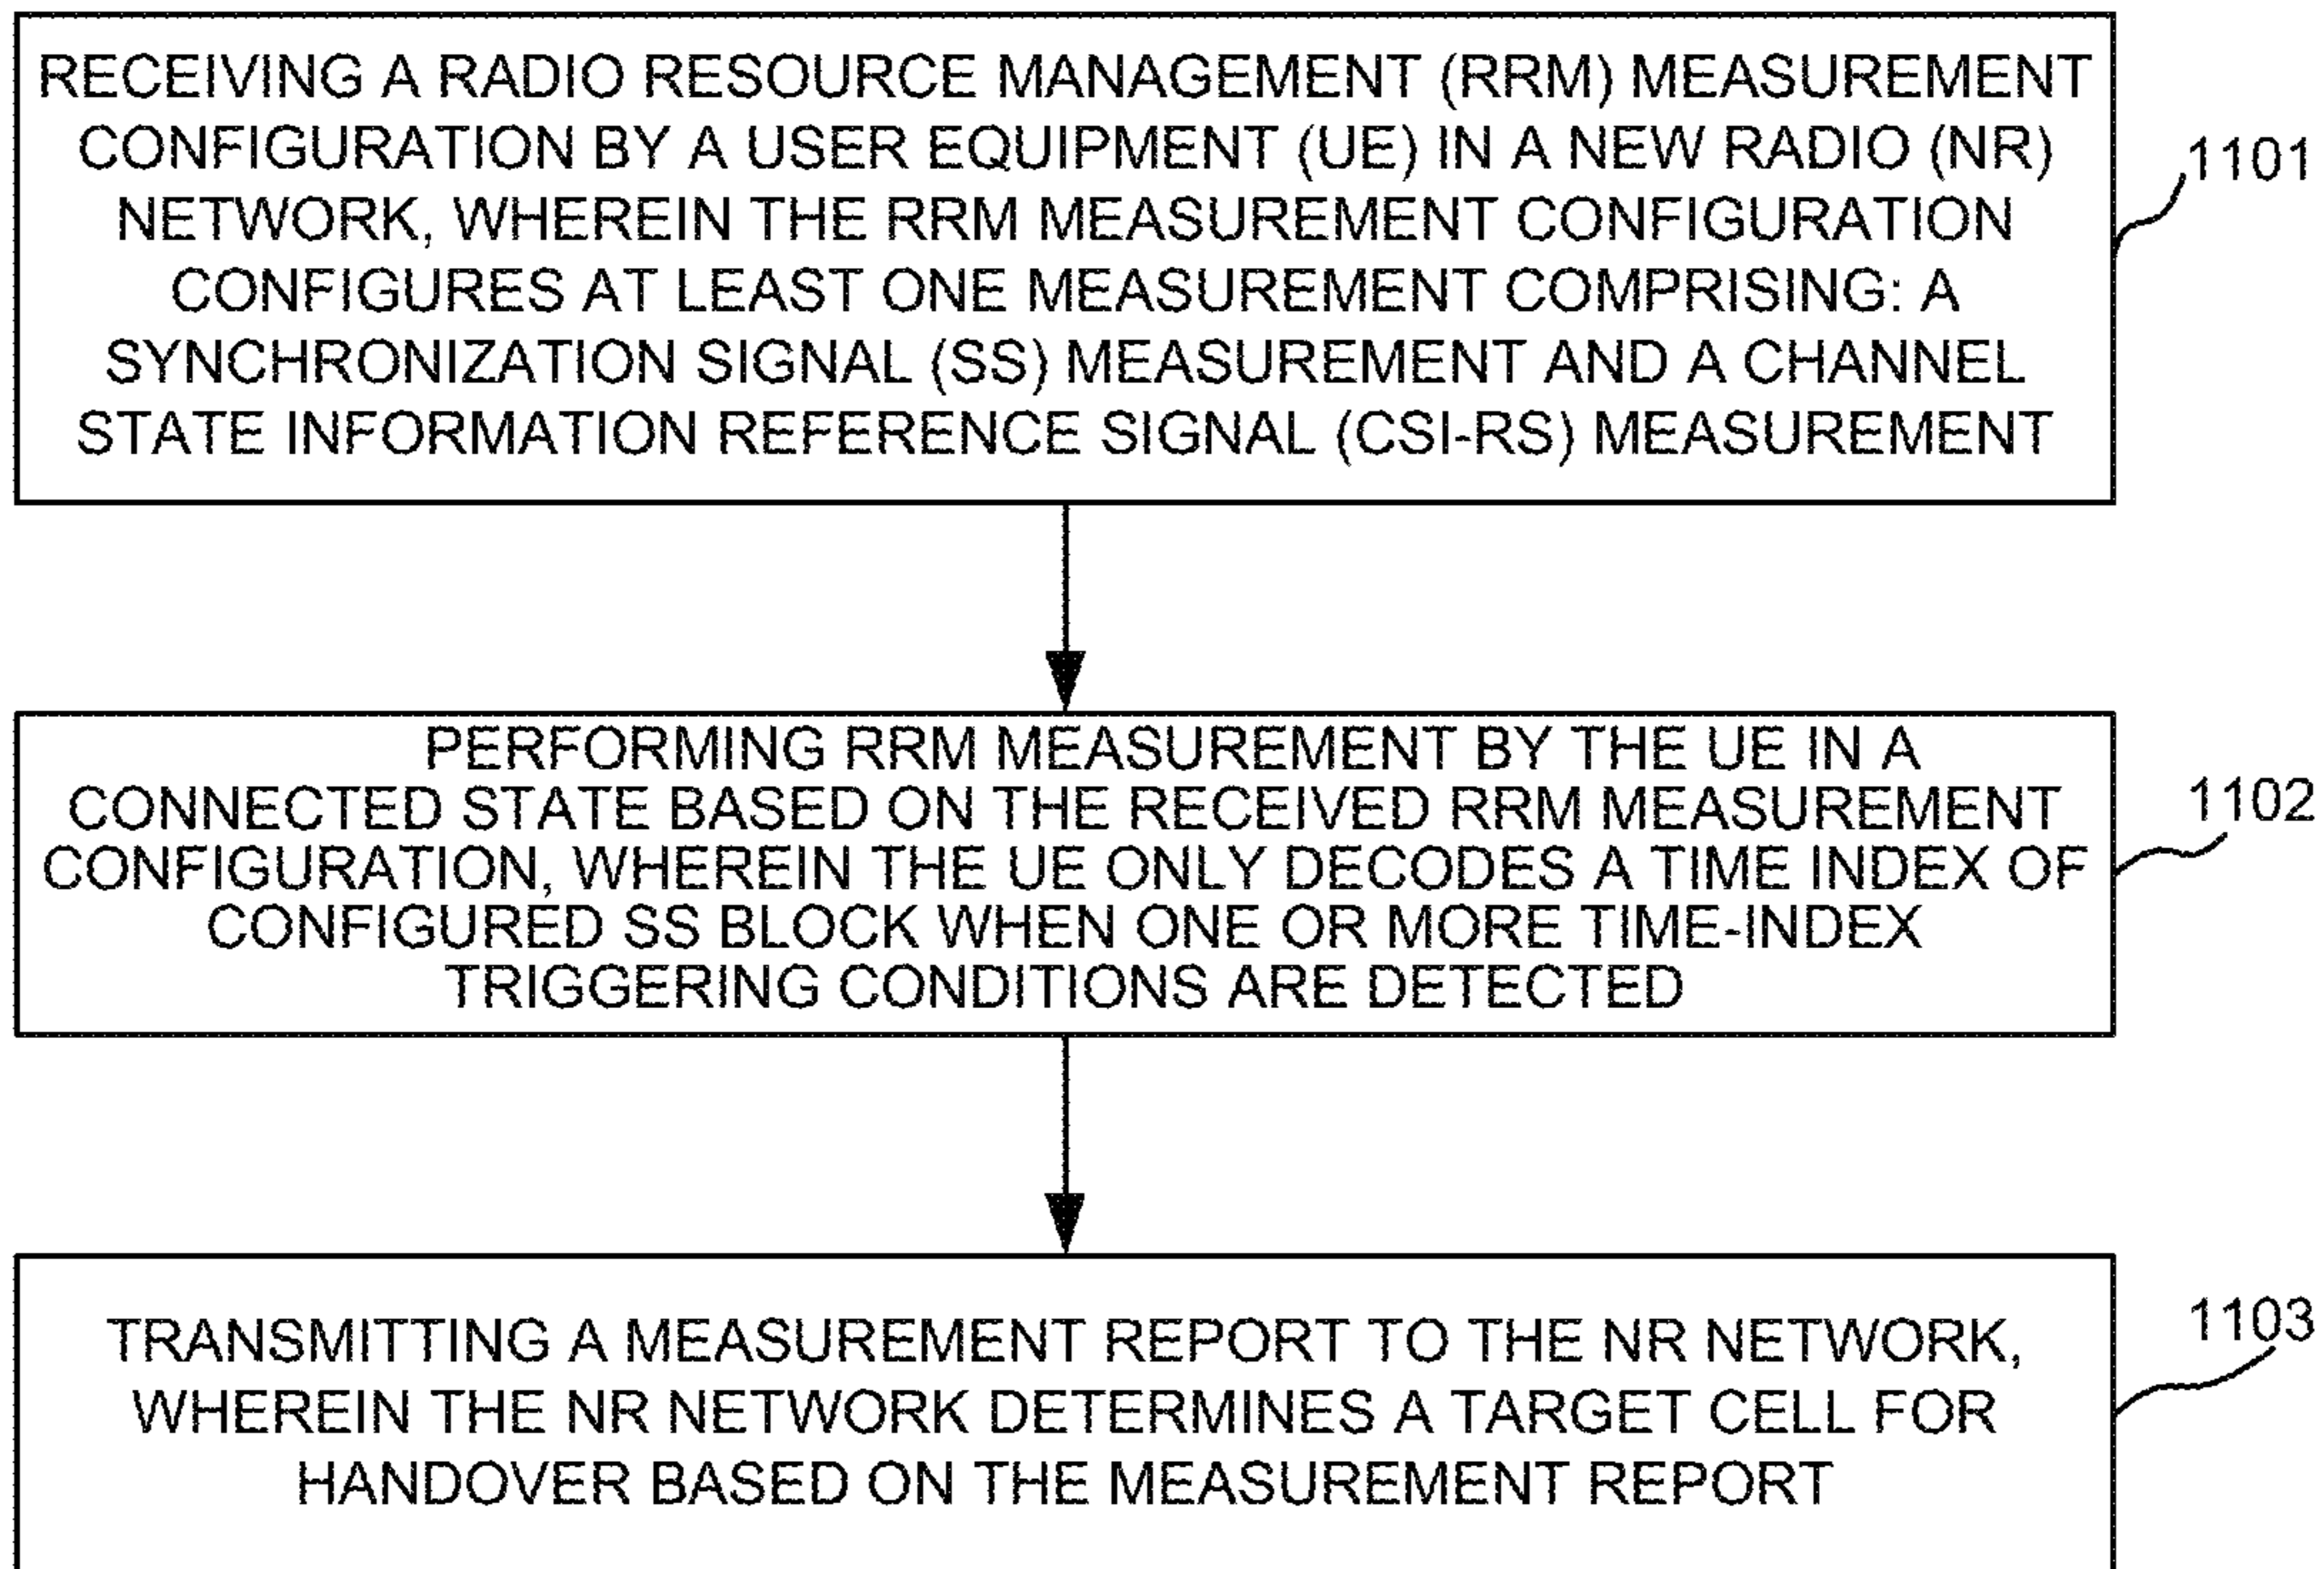 RECEIVING A RADIO RESOURCE MANAGEMENT (RRM) MEASUREMENT
CONFIGURATION BY A USER EQUIPMENT (UE) IN A NEW RADIO (NR)
NETWORK, WHEREIN THE RRM MEASUREMENT CONFIGURATION
CONFIGURES AT LEAST ONE MEASUREMENT COMPRISING: A
SYNCHRONIZATION SIGNAL (SS) MEASUREMENT AND A CHANNEL
STATE INFORMATION REFERENCE SIGNAL (CSI-RS) MEASUREMENT
1101
PERFORMING RRM MEASUREMENT BY THE UE IN A
CONNECTED STATE BASED ON THE RECEIVED RRM MEASUREMENT
CONFIGURATION, WHEREIN THE UE ONLY DECODES A TIME INDEX OF
CONFIGURED SS BLOCK WHEN ONE OR MORE TIME-INDEX
TRIGGERING CONDITIONS ARE DETECTED
1102
TRANSMITTING A MEASUREMENT REPORT TO THE NR NETWORK,
WHEREIN THE NR NETWORK DETERMINES A TARGET CELL FOR
HANDOVER BASED ON THE MEASUREMENT REPORT
1103